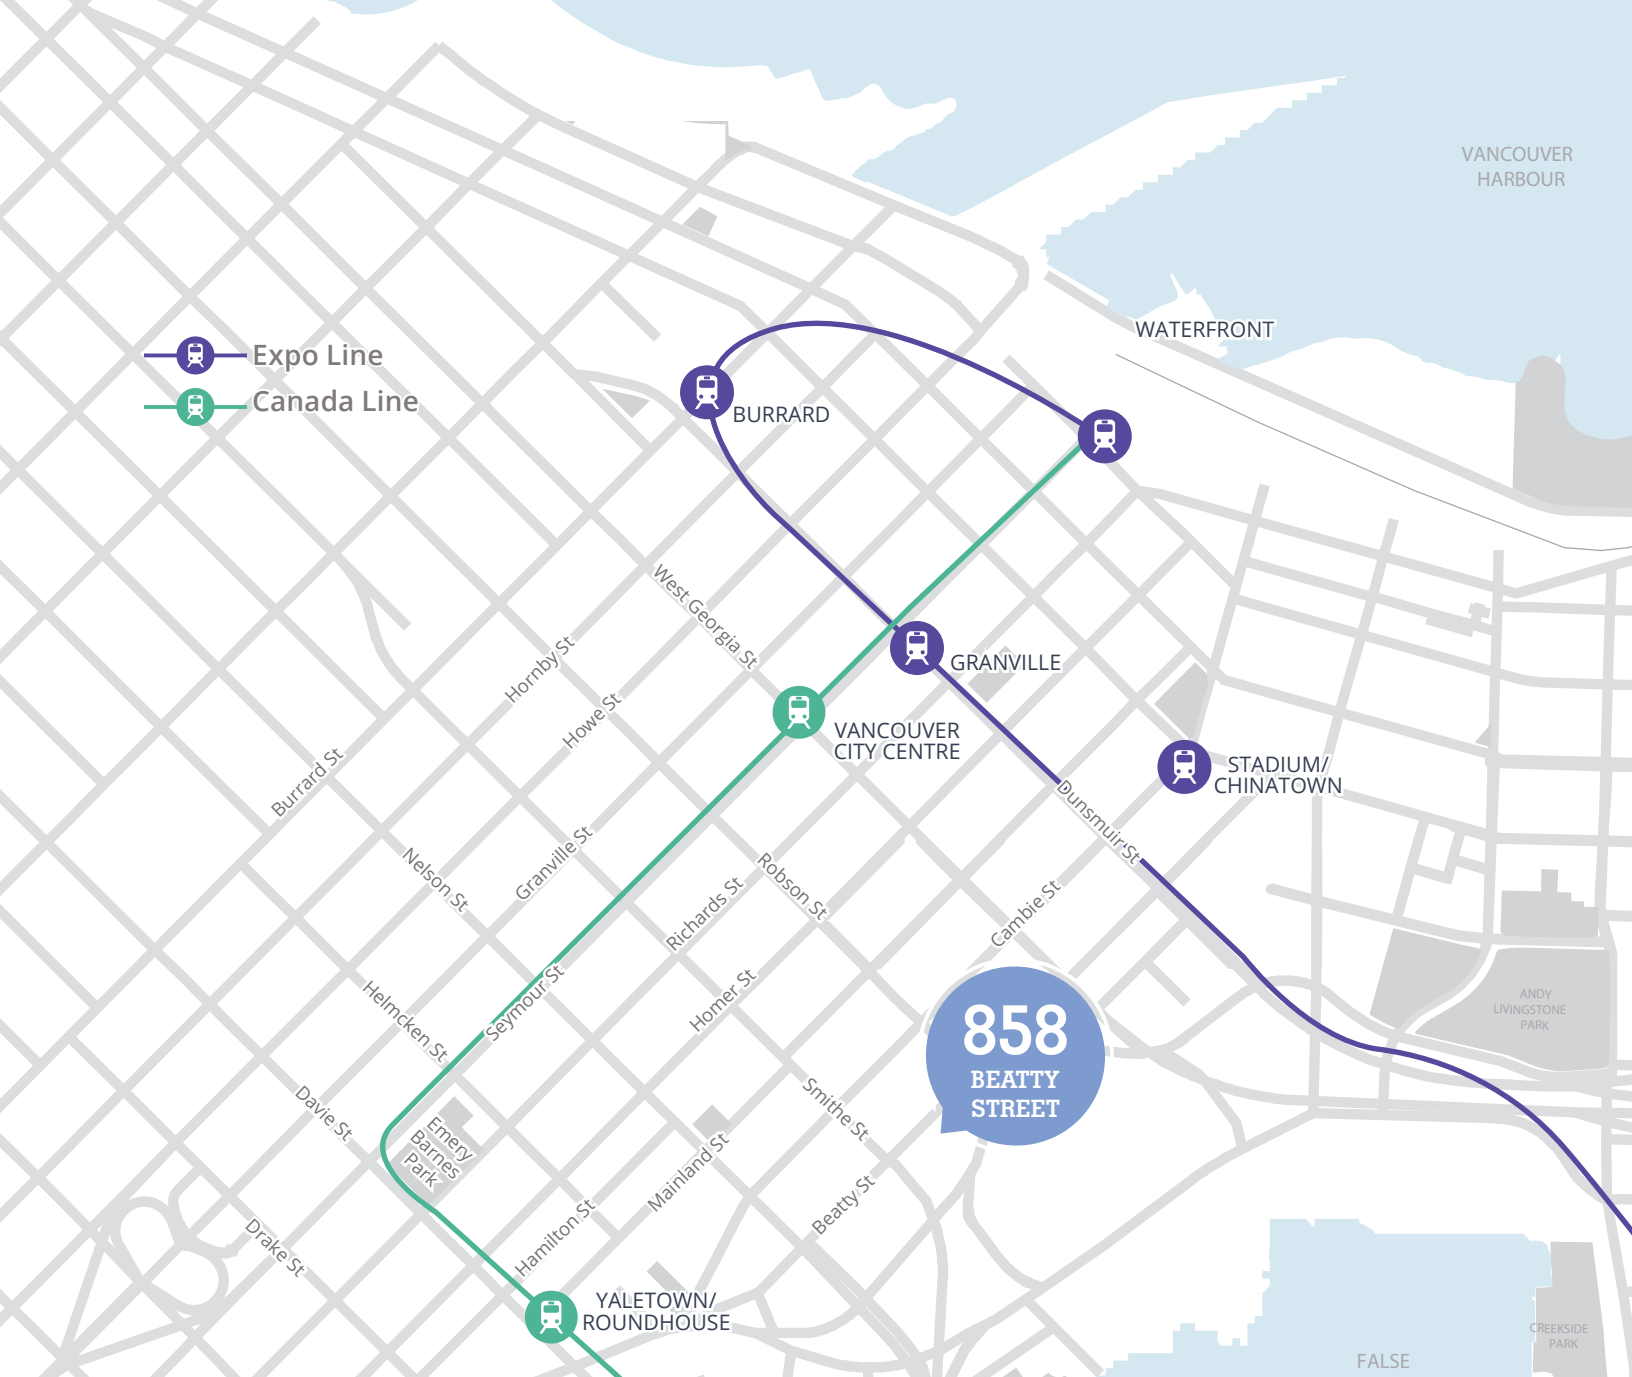 VANCOUVER
HARBOUR
WATERFRONT
Expo Line
Canada Line
BURRARD
West Georgia St
Hornby St
GRANVILLE
Howe St
VANCOUVER
CITY CENTRE
STADIUM/
CHINATOWN
Burrard St
Dunsmuir St
Granville St
Nelson St
Robson St
Richards St
Cambie St
Seymour St
Homer St
Helmcken St
ANDY
LIVINGSTONE
PARK
858
BEATTY
STREET
Davie St
Smithe St
Emery
Barnes
Park
Mainland St
Beatty St
Hamilton St
Drake St
YALETOWN/
ROUNDHOUSE
CREEKSIDE
PARK
FALSE